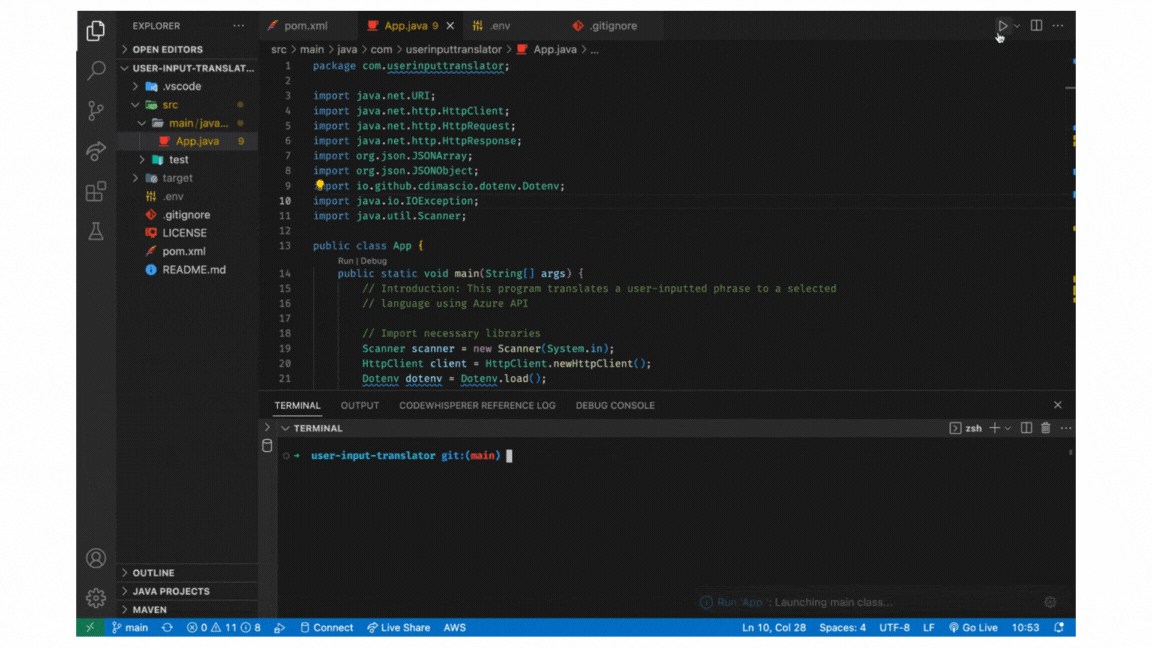 EXPLORER
OPEN EDITORS
USER-INPUT-TRANSLAT...
.vscode
src
main/java...
App.java 9
test
target
.env
.gitignore
LICENSE
pom.xml
README.md
OUTLINE
JAVA PROJECTS
MAVEN
pom.xml App.java 9 .env .gitignore
src > main > java > com > userinputtranslator > App.java > ...
1 package com.userinputtranslator;
2
3 import java.net.URI;
4 import java.net.http.HttpClient;
5 import java.net.http.HttpRequest;
6 import java.net.http.HttpResponse;
7 import org.json.JSONArray;
8 import org.json.JSONObject;
9 port io.github.cdimascio.dotenv.Dotenv;
10 import java.io.IOException;
11 import java.util.Scanner;
12
13 public class App {
Run | Debug
14 public static void main(String[] args) {
15 // Introduction: This program translates a user-inputted phrase to a selected
16 // language using Azure API
17
18 // Import necessary libraries
19 Scanner scanner = new Scanner(System.in);
20 HttpClient client = HttpClient.newHttpClient();
21 Dotenv dotenv = Dotenv.load();
TERMINAL OUTPUT CODEWHISPERER REFERENCE LOG DEBUG CONSOLE
TERMINAL zsh
user-input-translator git:(main)
Run 'App': Launching main class...
main 0 11 8 Connect Live Share AWS Ln 10, Col 28 Spaces: 4 UTF-8 LF Go Live 10:53